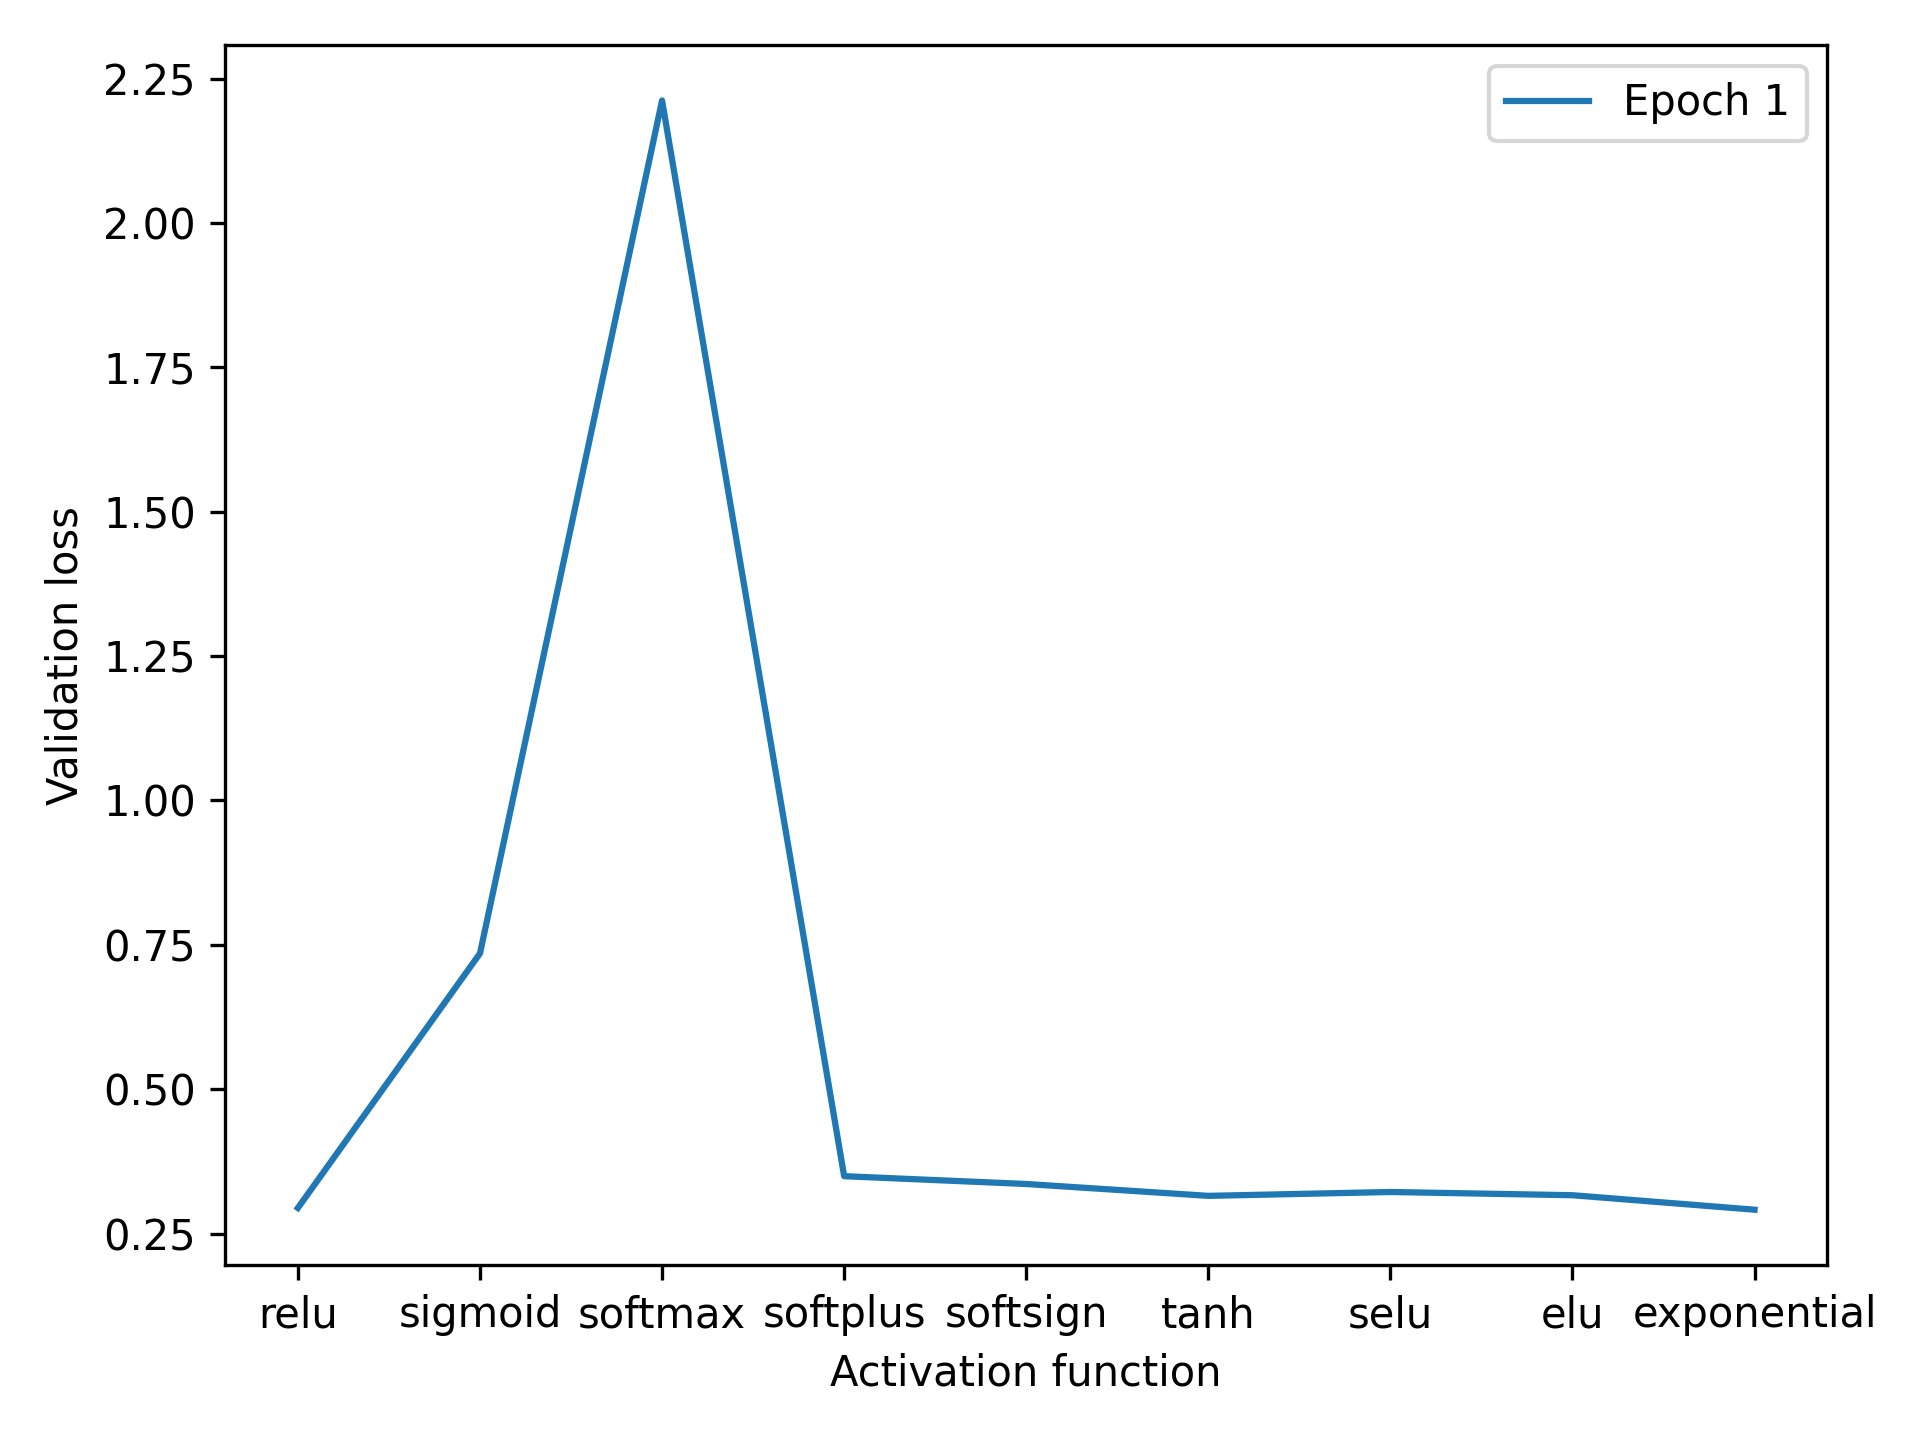 Epoch 1
2.25
2.00
1.75
1.50
1.25
1.00
0.75
0.50
0.25
Validation loss
relu sigmoid softmax softplus softsign tanh selu elu exponential
Activation function